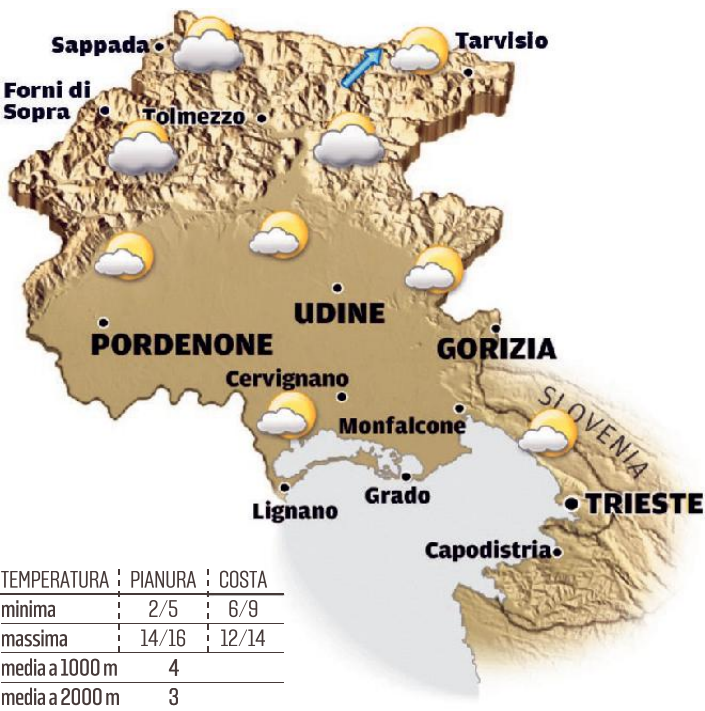 Sappada
Tarvisio
Forni di
Sopra
Tolmezzo
UDINE
PORDENONE
GORIZIA
Cervignano
SLOVENIA
Monfalcone
Grado
Lignano
TRIESTE
Capodistria
TEMPERATURA PIANURA COSTA
minima 2/5 6/9
massima 14/16 12/14
media a 1000 m 4
media a 2000 m 3